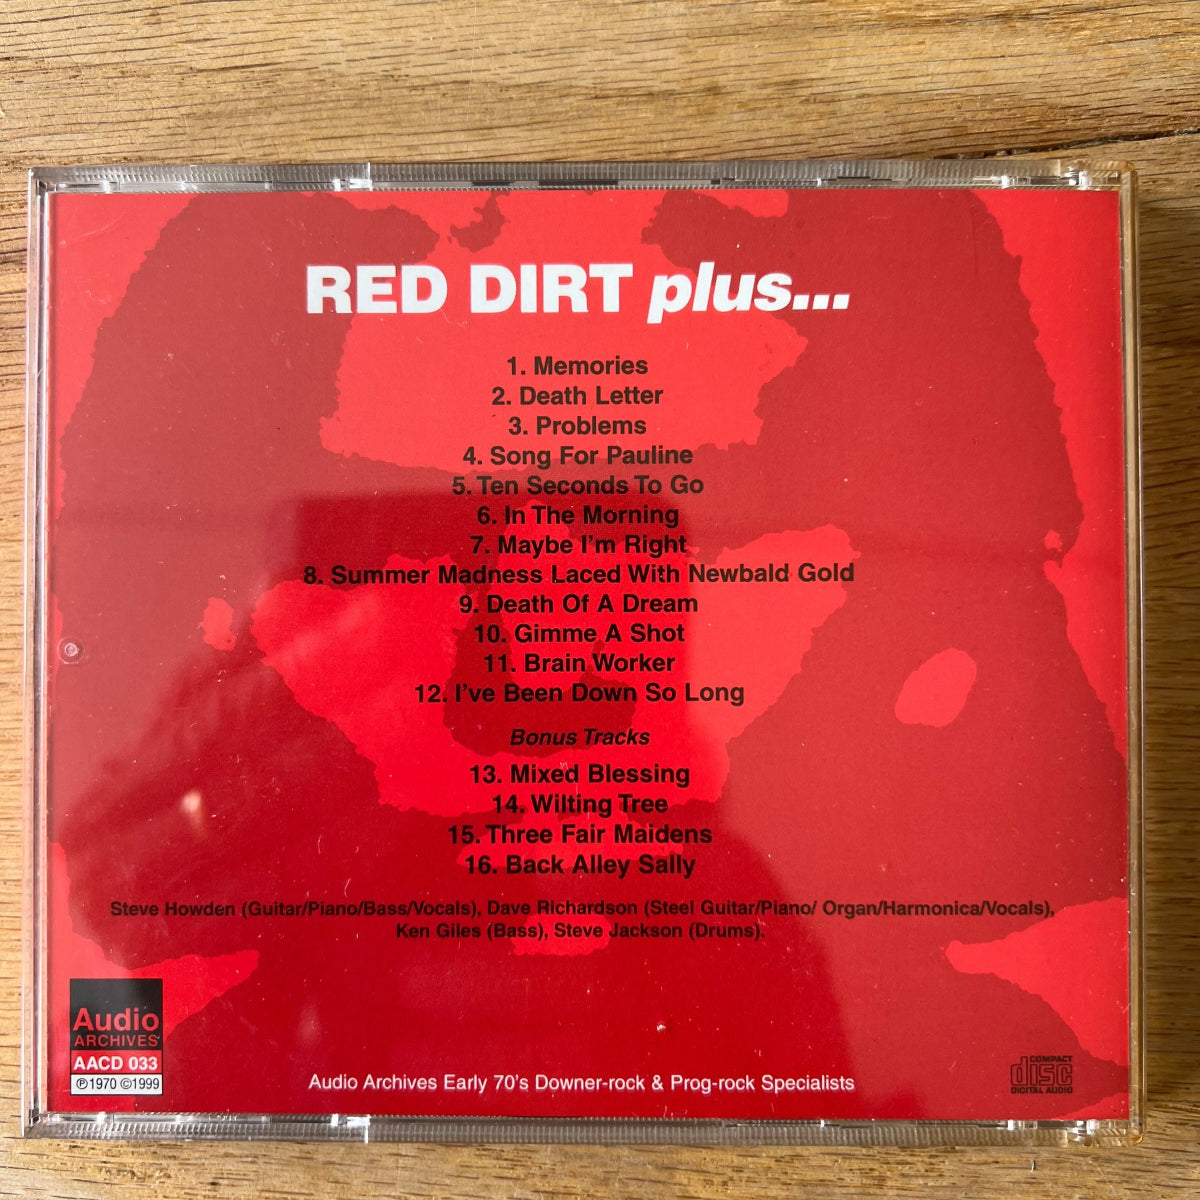 RED DIRT plus...
1. Memories
2. Death Letter
3. Problems
4. Song For Pauline
5. Ten Seconds To Go
6. In The Morning
7. Maybe I'm Right
8. Summer Madness Laced With Newbald Gold
9. Death Of A Dream
10. Gimme A Shot
11. Brain Worker
12. I've Been Down So Long
Bonus Tracks
13. Mixed Blessing
14. Wilting Tree
15. Three Fair Maidens
16. Back Alley Sally
Steve Howden (Guitar/Piano/Bass/Vocals), Dave Richardson (Steel Guitar/Piano/ Organ/Harmonica/Vocals),
Ken Giles (Bass), Steve Jackson (Drums).
Audio
ARCHIVES
AACD 033
℗1970 ©1999
Audio Archives Early 70's Downer-rock & Prog-rock Specialists
COMPACT
disc
DIGITAL AUDIO